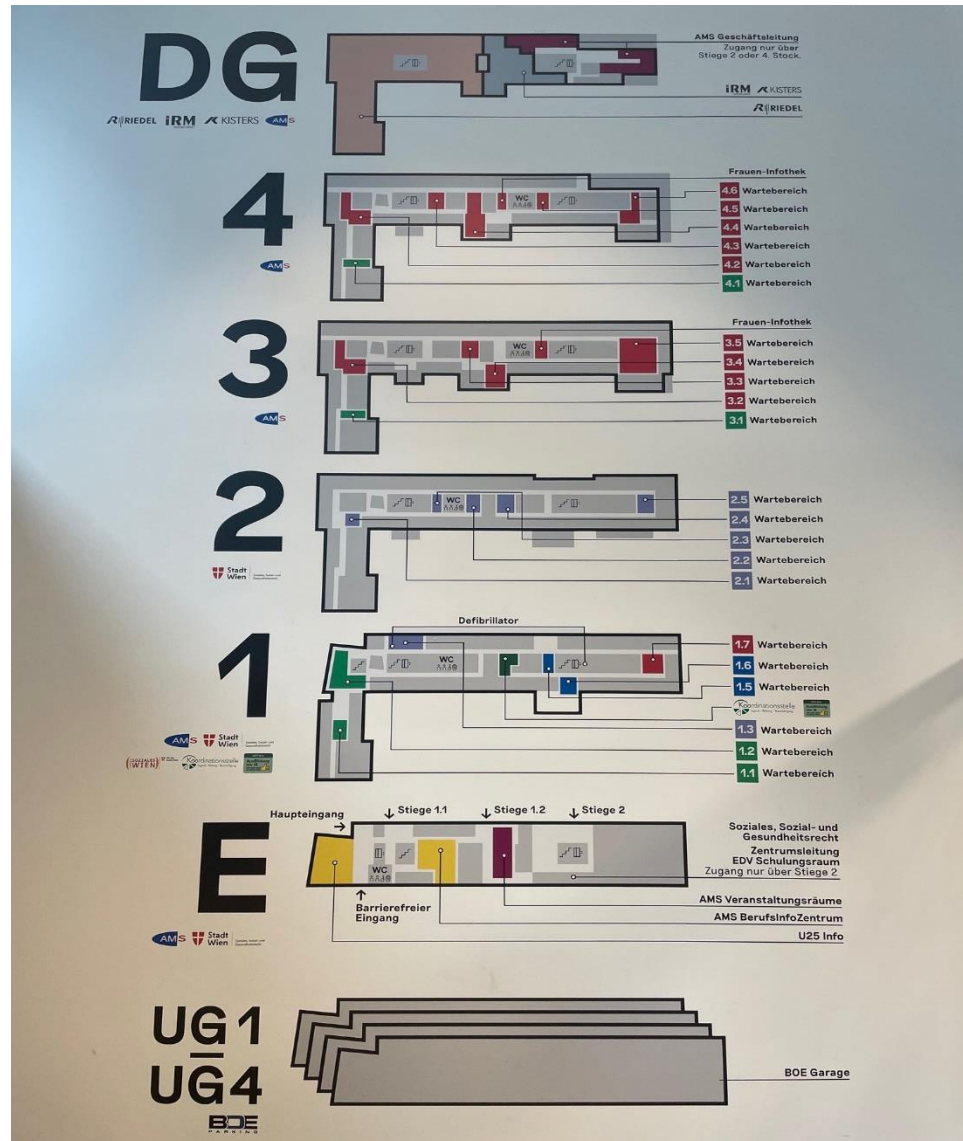 DG
RIEDEL iRM KISTERS AMS
AMS Geschäftsleitung
Zugang nur über
Stiege 2 oder 4. Stock.
iRM KISTERS
RIEDEL
4
AMS
WC
Frauen-Infothek
4.6 Wartebereich
4.5 Wartebereich
4.4 Wartebereich
4.3 Wartebereich
4.2 Wartebereich
4.1 Wartebereich
3
AMS
WC
Frauen-Infothek
3.5 Wartebereich
3.4 Wartebereich
3.3 Wartebereich
3.2 Wartebereich
3.1 Wartebereich
2
Stadt
Wien
WC
2.5 Wartebereich
2.4 Wartebereich
2.3 Wartebereich
2.2 Wartebereich
2.1 Wartebereich
1
AMS Stadt
Wien
SOZIALES
WIEN
Koordinationsstelle
Defibrillator
WC
1.7 Wartebereich
1.6 Wartebereich
1.5 Wartebereich
Koordinationsstelle
1.3 Wartebereich
1.2 Wartebereich
1.1 Wartebereich
E
AMS Stadt
Wien
Haupteingang
Stiege 1.1
Stiege 1.2
Stiege 2
WC
Barrierefreier
Eingang
Soziales, Sozial- und
Gesundheitsrecht
Zentrumsleitung
EDV Schulungsraum
Zugang nur über Stiege 2
AMS Veranstaltungsräume
AMS BerufsInfoZentrum
U25 Info
UG1
UG4
BOE
PARKING
BOE Garage